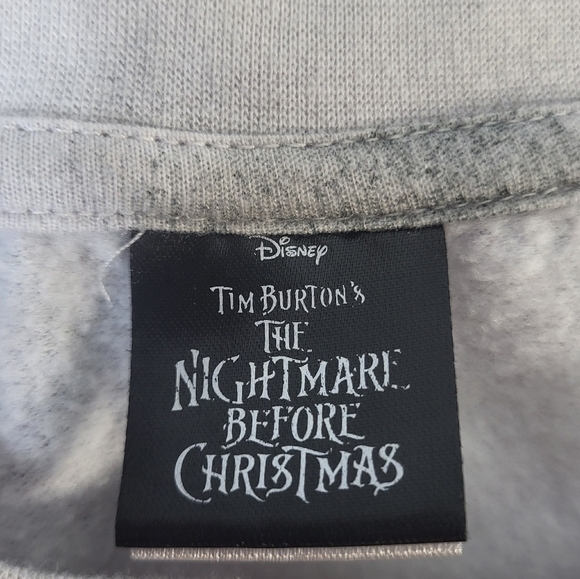 Disney
TIM BURTON'S
THE
NIGHTMARE
BEFORE
CHRISTMAS